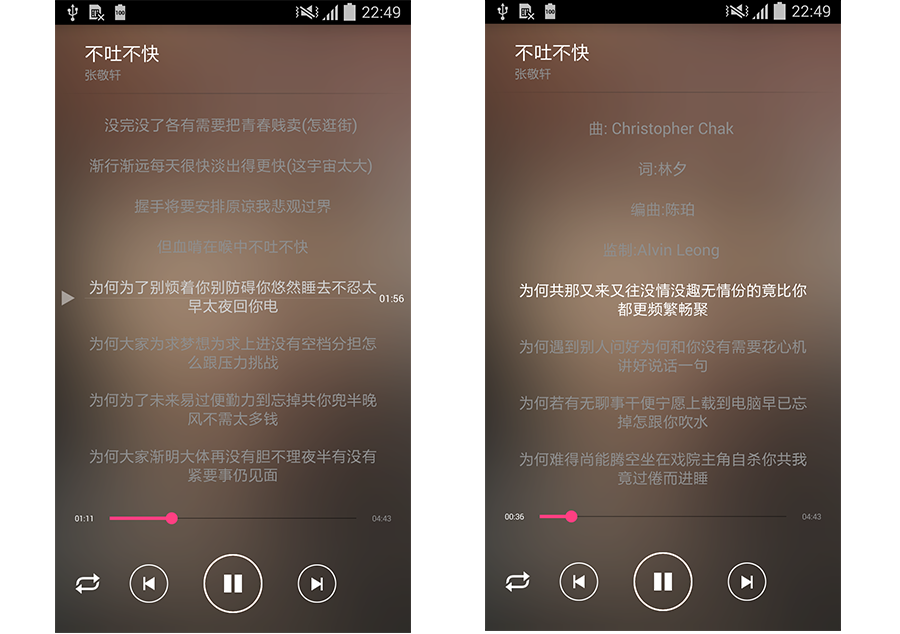 100
22:49
不吐不快
张敬轩
没完没了各有需要把青春贱卖(怎逛街)
渐行渐远每天很快淡出得更快(这宇宙太大)
握手将要安排原谅我悲观过界
但血啃在喉中不吐不快
为何为了别烦着你别防碍你悠然睡去不忍太
早太夜回你电
01:56
为何大家为求梦想为求上进没有空档分担怎
么跟压力挑战
为何为了未来易过便勤力到忘掉共你兜半晚
风不需太多钱
为何大家渐明大体再没有胆不理夜半有没有
紧要事仍见面
01:11
04:43
100
22:49
不吐不快
张敬轩
曲: Christopher Chak
词:林夕
编曲:陈珀
监制:Alvin Leong
为何共那又来又往没情没趣无情份的竟比你
都更频繁畅聚
为何遇到别人问好为何和你没有需要花心机
讲好说话一句
为何若有无聊事干便宁愿上载到电脑早已忘
掉怎跟你吹水
为何难得尚能腾空坐在戏院主角自杀你共我
竟过倦而进睡
00:36
04:43